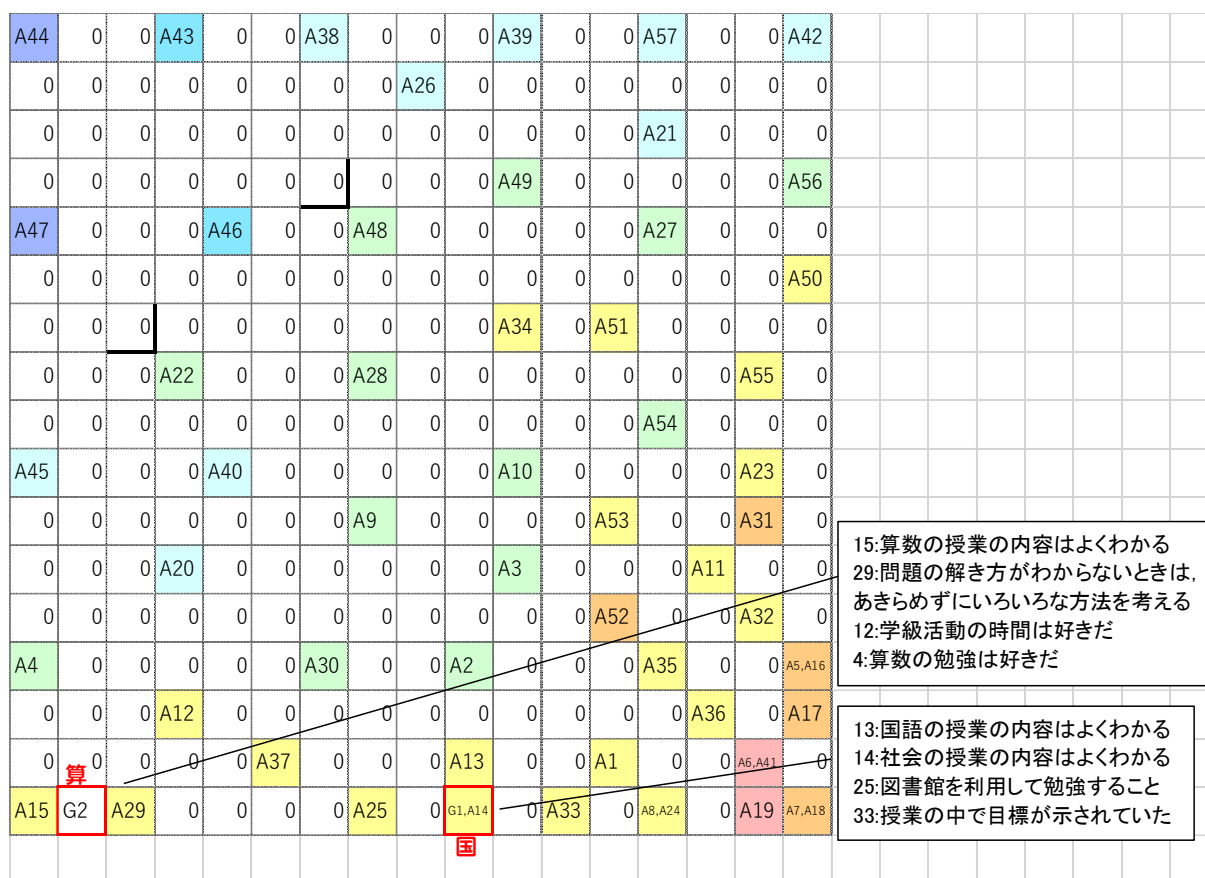 A44 0 0 A43 0 0 A38 0 0 0 A39 0 0 A57 0 0 A42
0 0 0 0 0 0 0 0 A26 0 0 0 0 0 0 0 0
0 0 0 0 0 0 0 0 0 0 0 0 0 A21 0 0 0
0 0 0 0 0 0 0 0 0 0 A49 0 0 0 0 0 A56
A47 0 0 0 A46 0 0 A48 0 0 0 0 0 A27 0 0 0
0 0 0 0 0 0 0 0 0 0 0 0 0 0 0 0 A50
0 0 0 0 0 0 0 0 0 0 A34 0 A51 0 0 0 0
0 0 0 A22 0 0 0 A28 0 0 0 0 0 0 0 A55 0
0 0 0 0 0 0 0 0 0 0 0 0 0 A54 0 0 0
A45 0 0 0 A40 0 0 0 0 0 A10 0 0 0 0 A23 0
0 0 0 0 0 0 0 A9 0 0 0 0 A53 0 0 A31 0
0 0 0 A20 0 0 0 0 0 0 A3 0 0 0 A11 0 0
0 0 0 0 0 0 0 0 0 0 0 0 A52 0 0 A32 0
A4 0 0 0 0 0 A30 0 0 A2 0 0 0 A35 0 0 A5,A16
0 0 0 A12 0 0 0 0 0 0 0 0 0 0 A36 0 A17
0 0 0 0 0 A37 0 0 0 A13 0 0 A1 0 0 A6,A41 0
算
A15 G2 A29 0 0 0 0 A25 0 G1,A14 0 A33 0 A8,A24 0 A19 A7,A18
国
15:算数の授業の内容はよくわかる
29:問題の解き方がわからないときは,
あきらめずにいろいろな方法を考える
12:学級活動の時間は好きだ
4:算数の勉強は好きだ
13:国語の授業の内容はよくわかる
14:社会の授業の内容はよくわかる
25:図書館を利用して勉強すること
33:授業の中で目標が示されていた